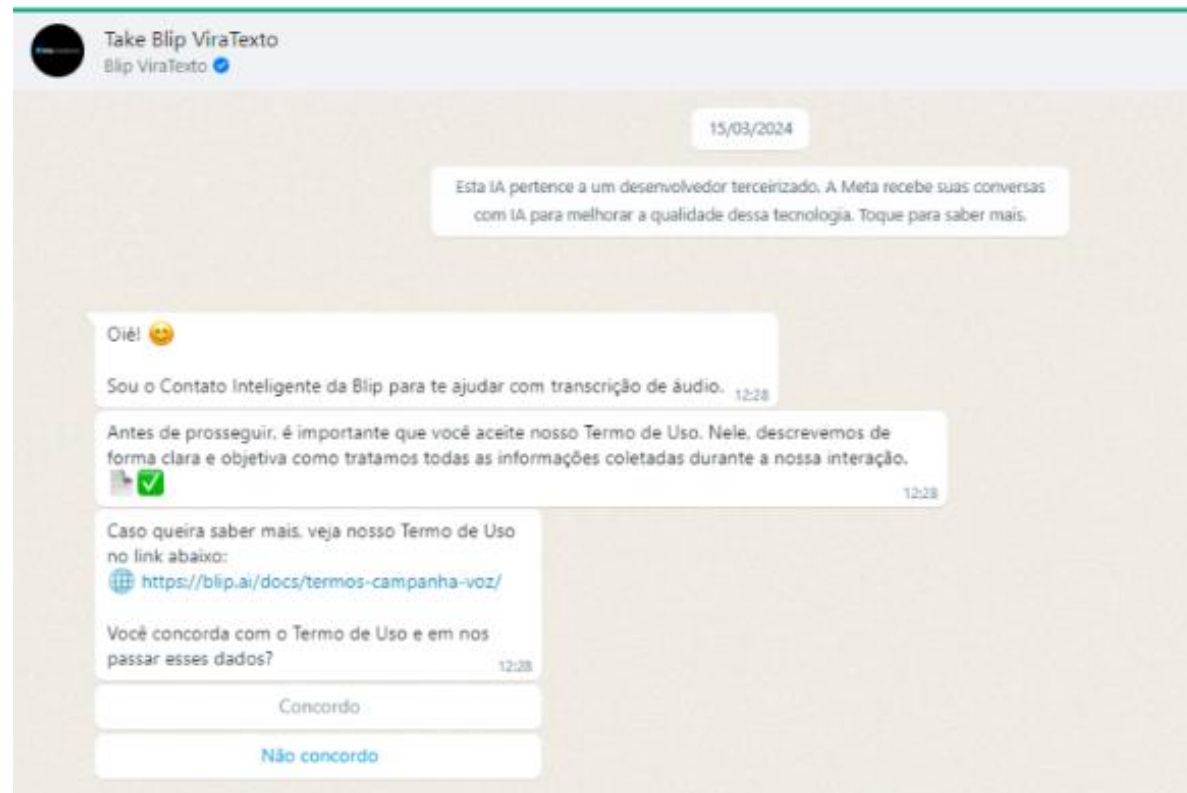 Take Blip ViraTexto
Blip ViraTexto
15/03/2024
Esta IA pertence a um desenvolvedor terceirizado. A Meta recebe suas conversas
com IA para melhorar a qualidade dessa tecnologia. Toque para saber mais.
Oiê! 😊
Sou o Contato Inteligente da Blip para te ajudar com transcrição de áudio. 12:28
Antes de prosseguir, é importante que você aceite nosso Termo de Uso. Nele, descrevemos de
forma clara e objetiva como tratamos todas as informações coletadas durante a nossa interação.
📄✅
12:28
Caso queira saber mais, veja nosso Termo de Uso
no link abaixo:
🌐 https://blip.ai/docs/termos-campanha-voz/
Você concorda com o Termo de Uso e em nos
passar esses dados? 12:28
Concordo
Não concordo